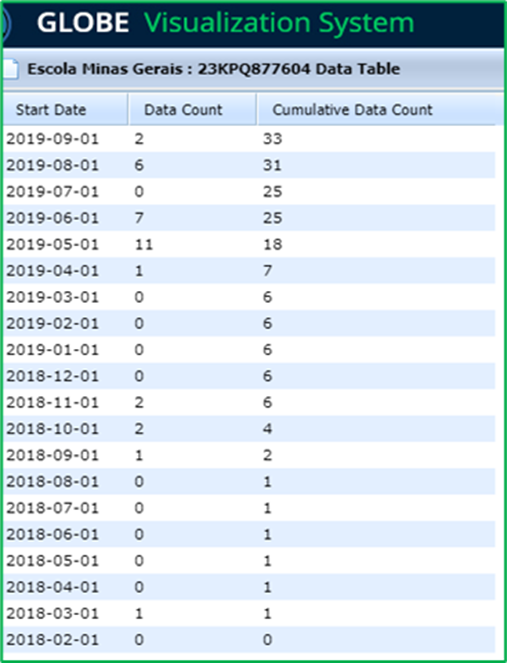 GLOBE Visualization System
Escola Minas Gerais : 23KPQ877604 Data Table
Start Date Data Count Cumulative Data Count
2019-09-01 2 33
2019-08-01 6 31
2019-07-01 0 25
2019-06-01 7 25
2019-05-01 11 18
2019-04-01 1 7
2019-03-01 0 6
2019-02-01 0 6
2019-01-01 0 6
2018-12-01 0 6
2018-11-01 2 6
2018-10-01 2 4
2018-09-01 1 2
2018-08-01 0 1
2018-07-01 0 1
2018-06-01 0 1
2018-05-01 0 1
2018-04-01 0 1
2018-03-01 1 1
2018-02-01 0 0